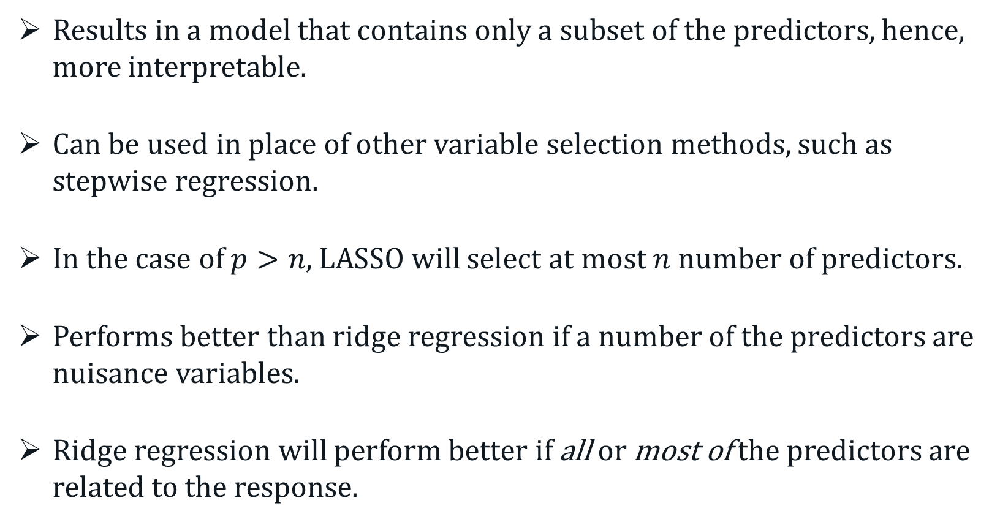 ➢ Results in a model that contains only a subset of the predictors, hence,
more interpretable.
➢ Can be used in place of other variable selection methods, such as
stepwise regression.
➢ In the case of p > n, LASSO will select at most n number of predictors.
➢ Performs better than ridge regression if a number of the predictors are
nuisance variables.
➢ Ridge regression will perform better if all or most of the predictors are
related to the response.